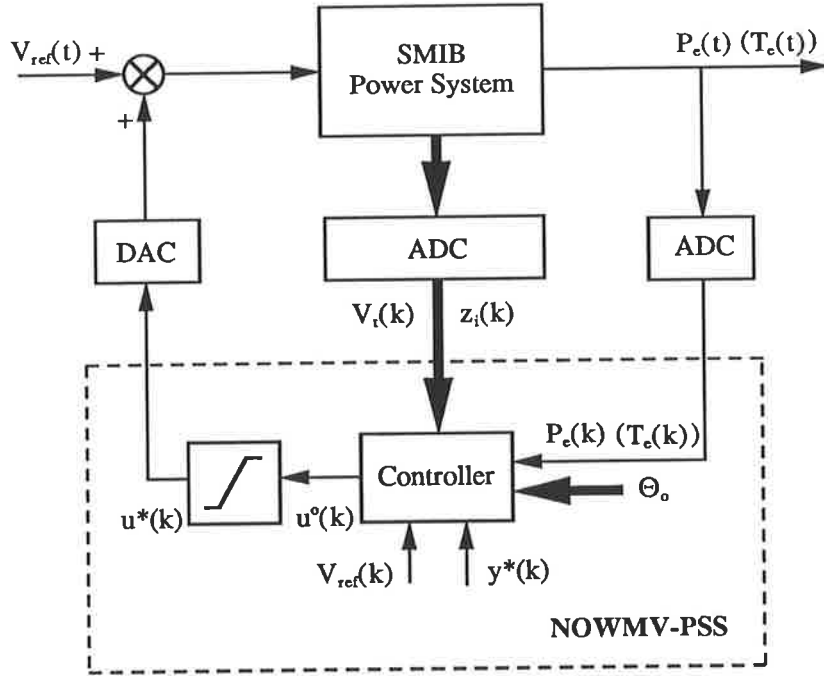 V_ref(t) +
+
SMIB
Power System
P_e(t) (T_e(t))
DAC
ADC
ADC
V_t(k) z_i(k)
P_e(k) (T_e(k))
Controller
Θ_o
u*(k)
u°(k)
V_ref(k)
y*(k)
NOWMV-PSS